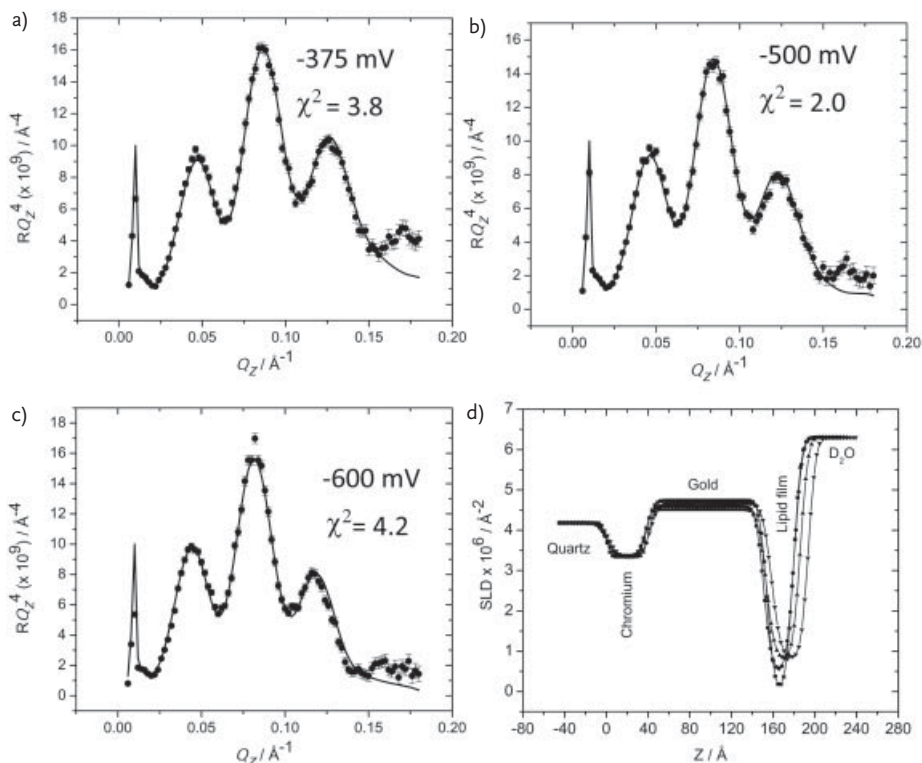 a)
18
16
14
12
10
8
6
4
2
0
RQ_Z^4 (x 10^9) / Å^-4
-375 mV
χ^2 = 3.8
0.00 0.05 0.10 0.15 0.20
Q_Z / Å^-1
b)
16
14
12
10
8
6
4
2
0
RQ_Z^4 (x 10^9) / Å^-4
-500 mV
χ^2 = 2.0
0.00 0.05 0.10 0.15 0.20
Q_Z / Å^-1
c)
18
16
14
12
10
8
6
4
2
0
RQ_Z^4 (x 10^9) / Å^-4
-600 mV
χ^2 = 4.2
0.00 0.05 0.10 0.15 0.20
Q_Z / Å^-1
d)
7
6
5
4
3
2
1
0
SLD x 10^6 / Å^-2
Quartz
Chromium
Gold
Lipid film
D_2O
-80 -40 0 40 80 120 160 200 240 280
Z / Å